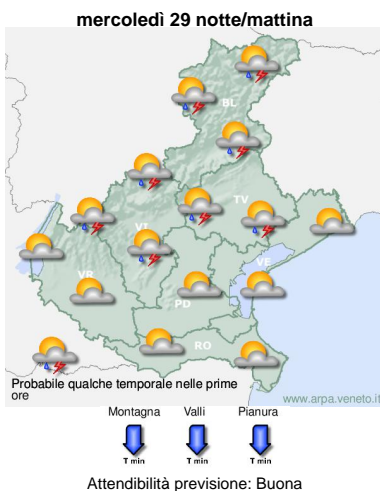 mercoledì 29 notte/mattina
BL
TV
VI
VE
VR
PD
RO
Probabile qualche temporale nelle prime
ore
www.arpa.veneto.it
Montagna Valli Pianura
T min T min T min
Attendibilità previsione: Buona